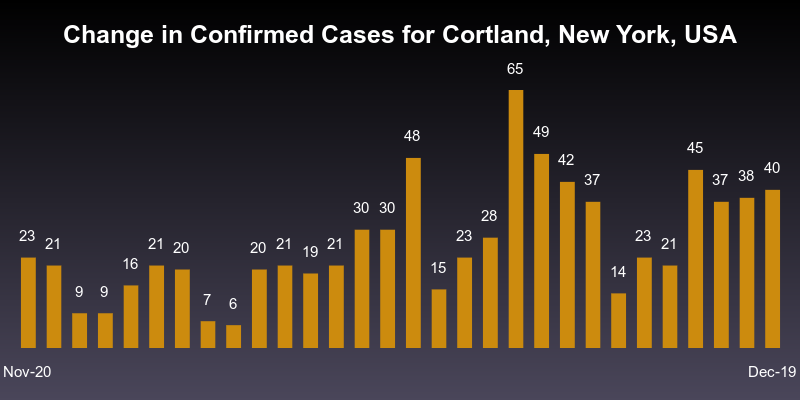 Change in Confirmed Cases for Cortland, New York, USA
23 21 9 9 16 21 20 7 6 20 21 19 21 30 30 48 15 23 28 65 49 42 37 14 23 21 45 37 38 40
Nov-20 Dec-19